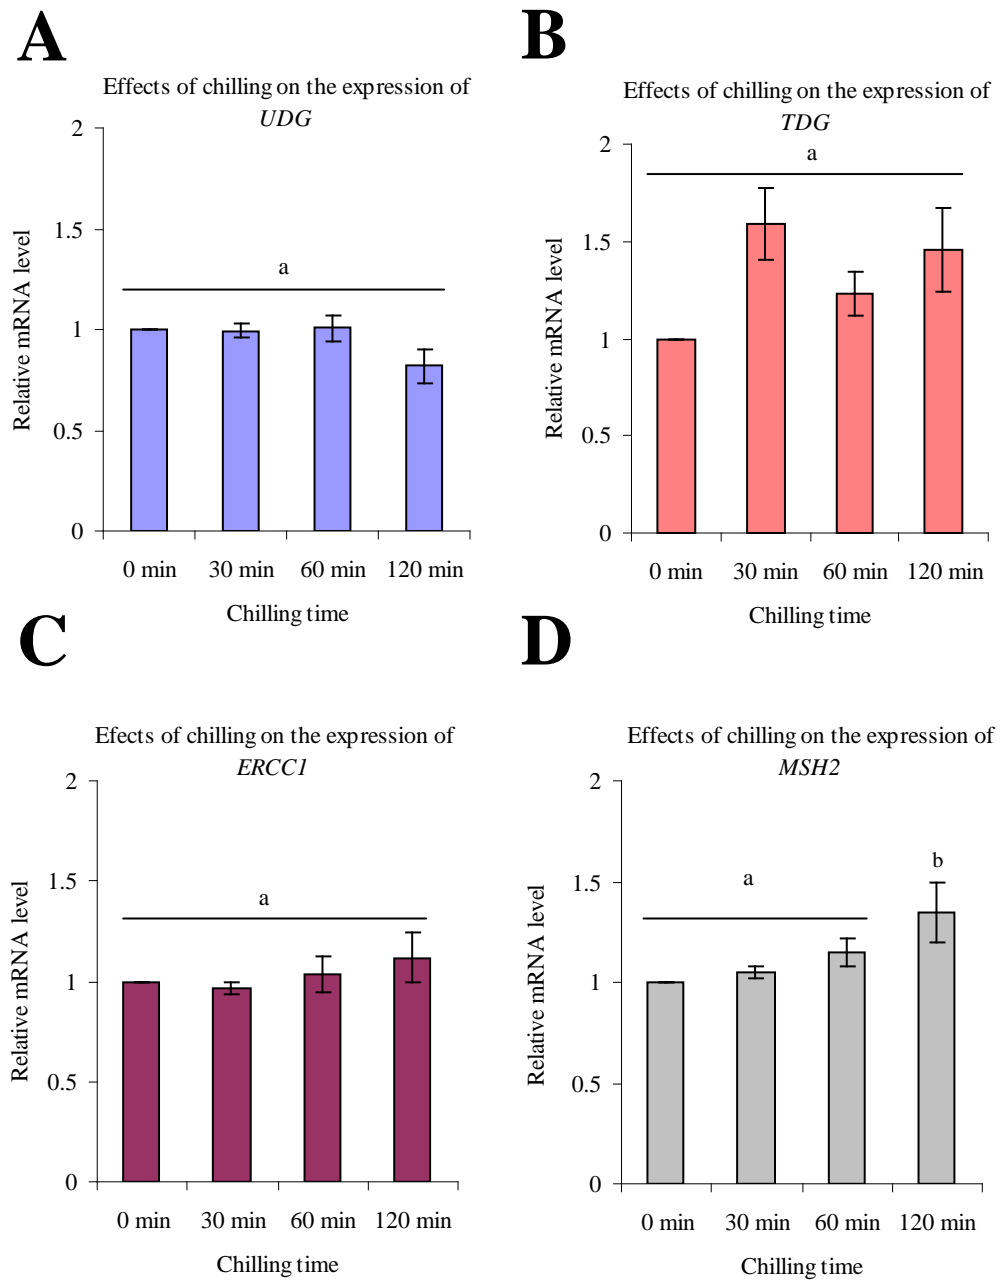 A
Effects of chilling on the expression of
UDG
2
1.5
1
0.5
0
Relative mRNA level
a
0 min 30 min 60 min 120 min
Chilling time
B
Effects of chilling on the expression of
TDG
2
1.5
1
0.5
0
Relative mRNA level
a
0 min 30 min 60 min 120 min
Chilling time
C
Efects of chilling on the expression of
ERCC1
2
1.5
1
0.5
0
Relative mRNA level
a
0 min 30 min 60 min 120 min
Chilling time
D
Effects of chilling on the expression of
MSH2
2
1.5
1
0.5
0
Relative mRNA level
a
b
0 min 30 min 60 min 120 min
Chilling time